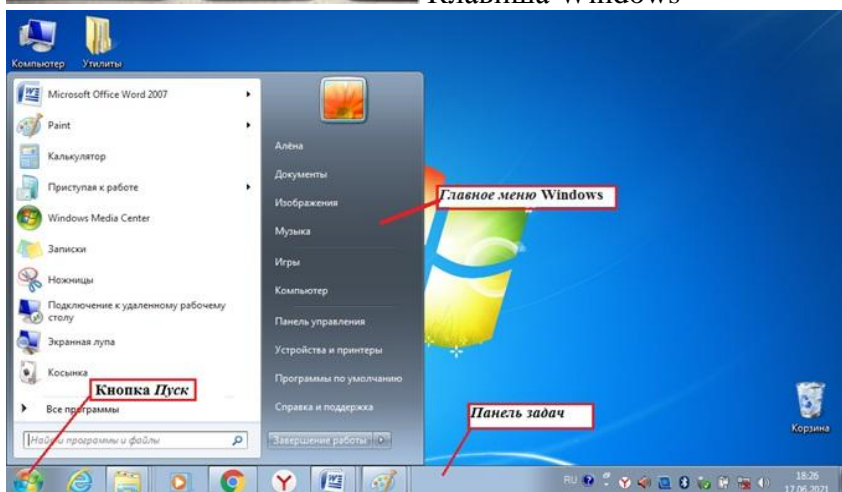 Клавиша Windows
Компьютер
Утилиты
Microsoft Office Word 2007
Paint
Калькулятор
Приступая к работе
Windows Media Center
Записки
Ножницы
Подключение к удаленному рабочему
столу
Экранная лупа
Косынка
Кнопка Пуск
Все программы
Найти программы и файлы
Алёна
Документы
Изображения
Музыка
Игры
Компьютер
Панель управления
Устройства и принтеры
Программы по умолчанию
Справка и поддержка
Завершение работы
Главное меню Windows
Панель задач
Корзина
RU
18:26
17.06.2021